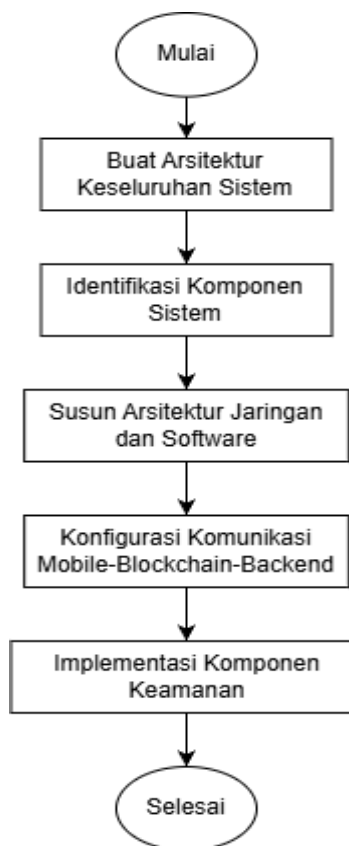 Mulai
Buat Arsitektur
Keseluruhan Sistem
Identifikasi Komponen
Sistem
Susun Arsitektur Jaringan
dan Software
Konfigurasi Komunikasi
Mobile-Blockchain-Backend
Implementasi Komponen
Keamanan
Selesai